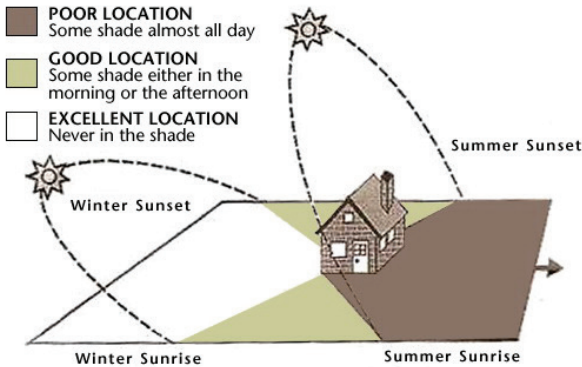 POOR LOCATION
Some shade almost all day
GOOD LOCATION
Some shade either in the
morning or the afternoon
EXCELLENT LOCATION
Never in the shade
Summer Sunset
Winter Sunset
Winter Sunrise
Summer Sunrise